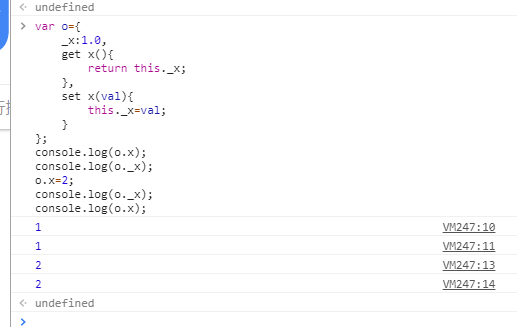 undefined
var o={
    _x:1.0,
    get x(){
        return this._x;
    },
    set x(val){
        this._x=val;
    }
};
console.log(o.x);
console.log(o._x);
o.x=2;
console.log(o._x);
console.log(o.x);
1 VM247:10
1 VM247:11
2 VM247:13
2 VM247:14
undefined